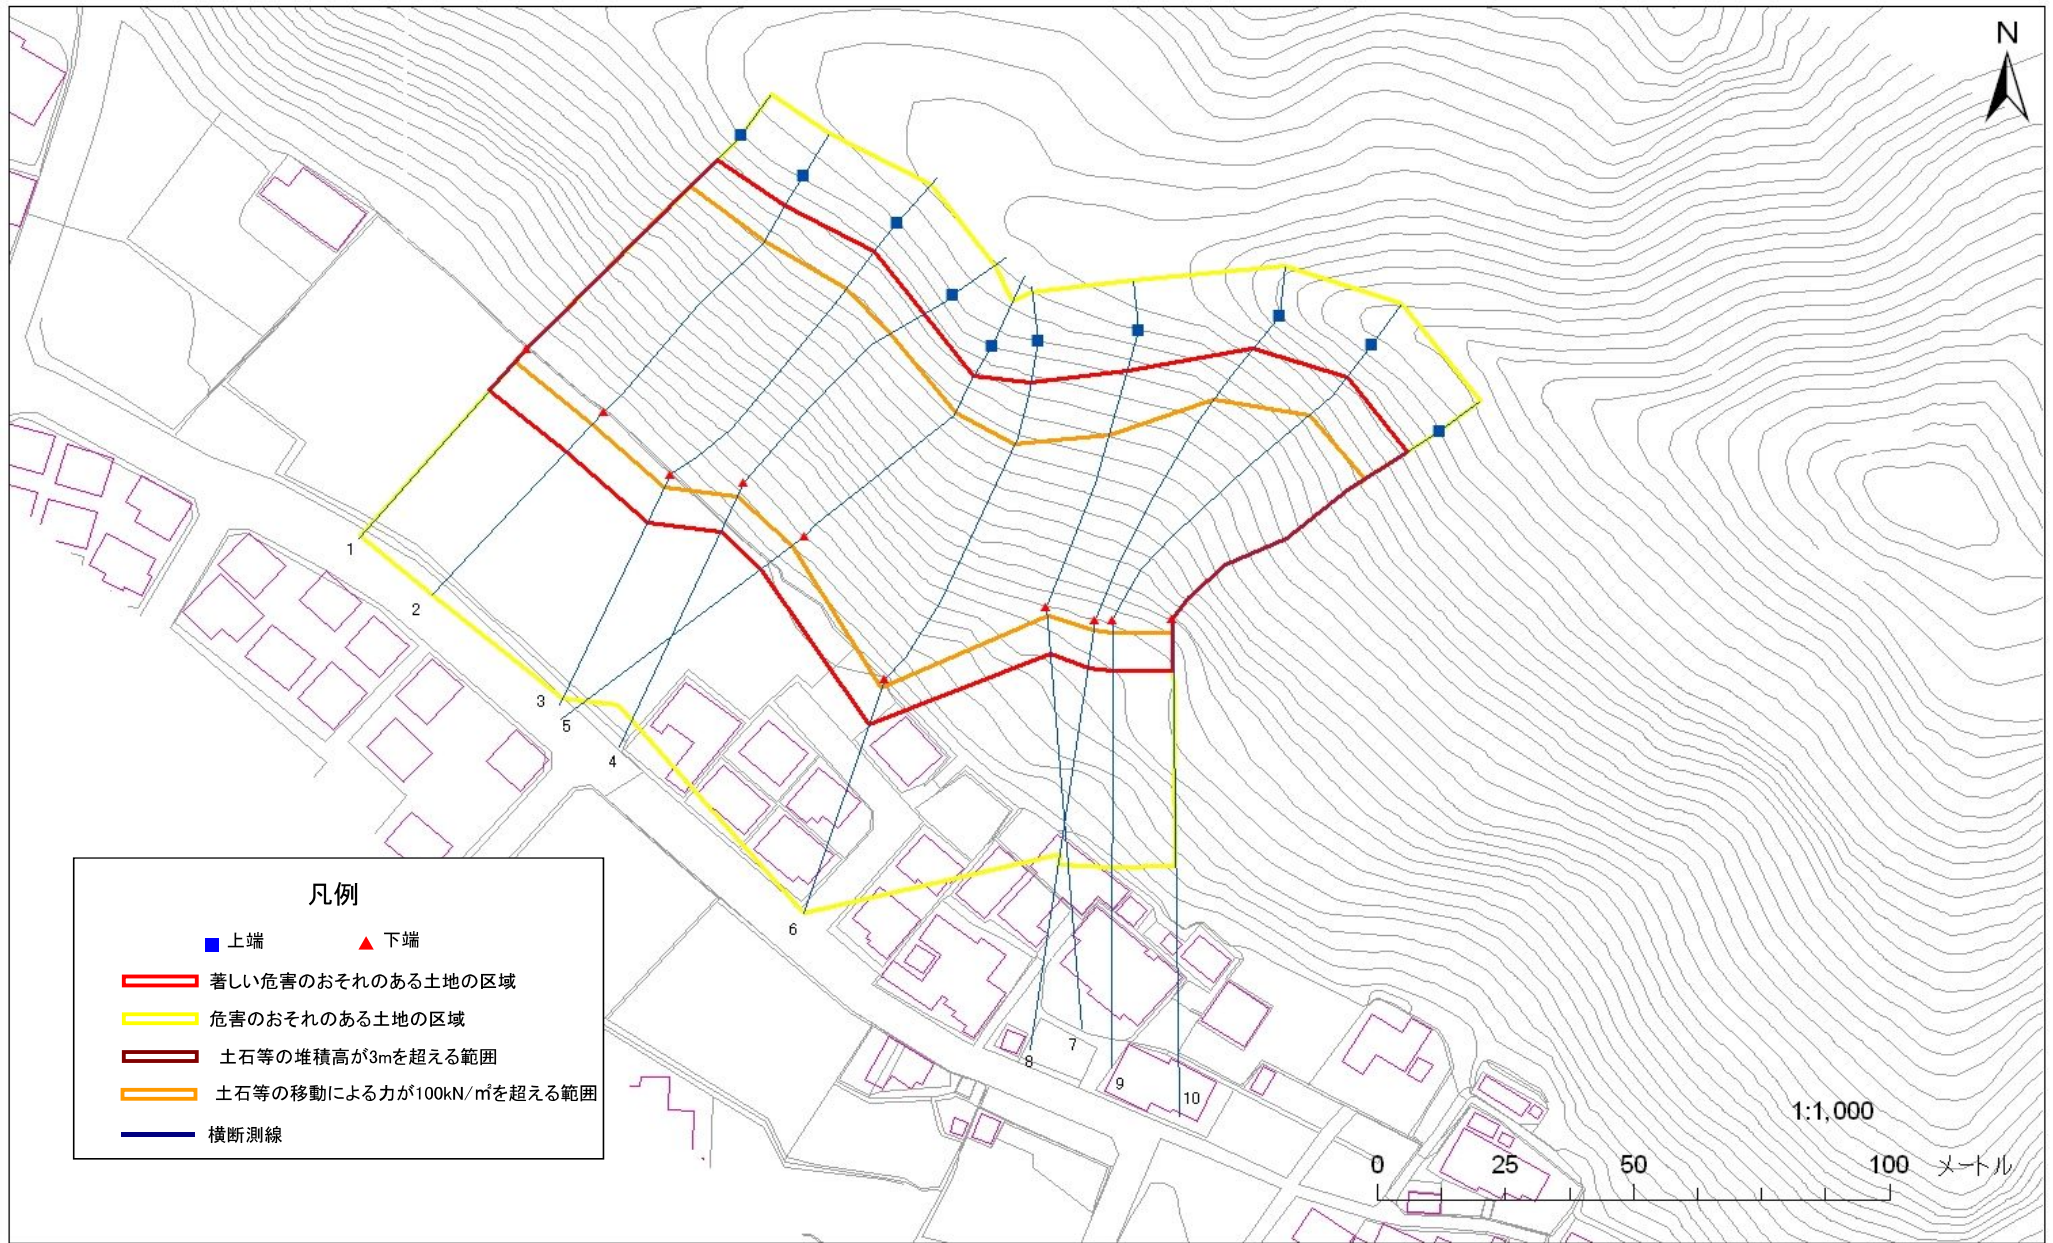 N
1
2
3
5
4
6
7
8
9
10
凡例
上端 下端
著しい危害のおそれのある土地の区域
危害のおそれのある土地の区域
土石等の堆積高が3mを超える範囲
土石等の移動による力が100kN/㎡を超える範囲
横断測線
1:1,000
0 25 50 100 メートル